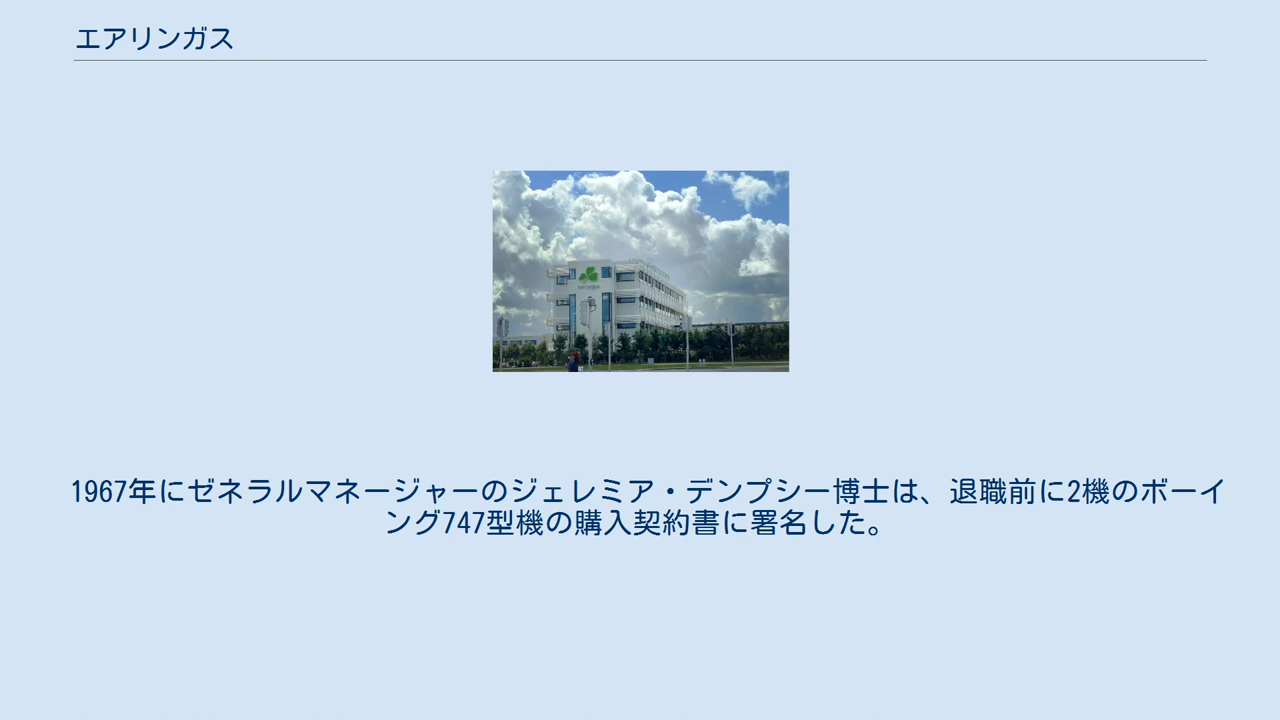 エアリンガス
1967年にゼネラルマネージャーのジェレミア・デンプシー博士は、退職前に2機のボーイ
ング747型機の購入契約書に署名した。